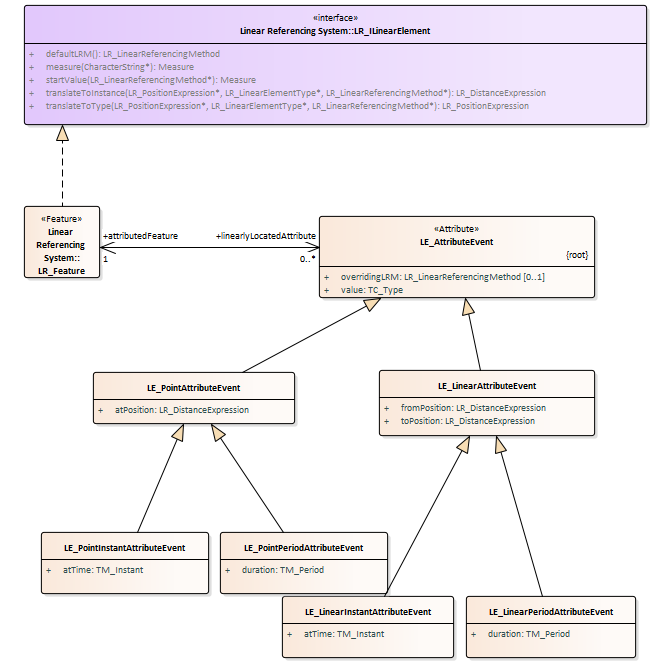 «interface»
Linear Referencing System::LR_ILinearElement
+ defaultLRM(): LR_LinearReferencingMethod
+ measure(CharacterString*): Measure
+ startValue(LR_LinearReferencingMethod*): Measure
+ translateToInstance(LR_PositionExpression*, LR_LinearElementType*, LR_LinearReferencingMethod*): LR_DistanceExpression
+ translateToType(LR_PositionExpression*, LR_LinearElementType*, LR_LinearReferencingMethod*): LR_PositionExpression
«Feature»
Linear
Referencing
System::
LR_Feature
+attributedFeature
1
+linearlyLocatedAttribute
0..*
«Attribute»
LE_AttributeEvent
{root}
+ overridingLRM: LR_LinearReferencingMethod [0..1]
+ value: TC_Type
LE_PointAttributeEvent
+ atPosition: LR_DistanceExpression
LE_LinearAttributeEvent
+ fromPosition: LR_DistanceExpression
+ toPosition: LR_DistanceExpression
LE_PointInstantAttributeEvent
+ atTime: TM_Instant
LE_PointPeriodAttributeEvent
+ duration: TM_Period
LE_LinearInstantAttributeEvent
+ atTime: TM_Instant
LE_LinearPeriodAttributeEvent
+ duration: TM_Period